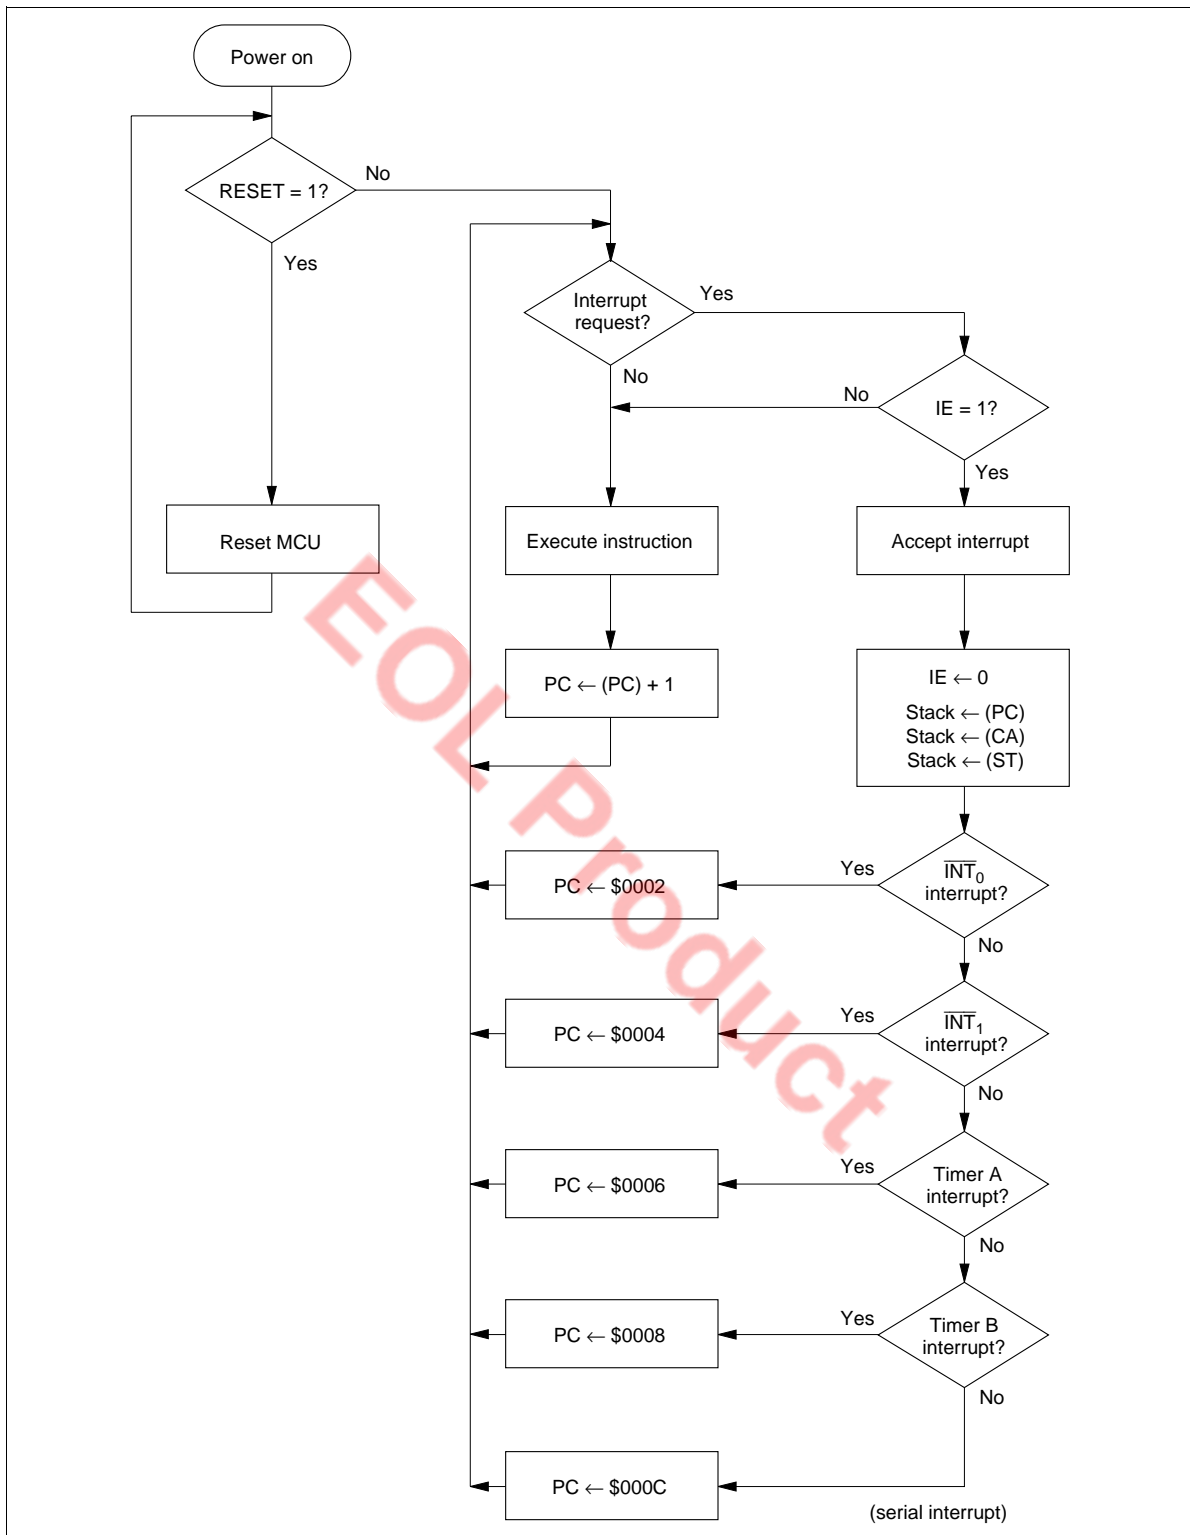 Power on
RESET = 1?
No
Yes
Interrupt
request?
Yes
No
IE = 1?
No
Yes
Reset MCU
Execute instruction
Accept interrupt
PC ← (PC) + 1
IE ← 0
Stack ← (PC)
Stack ← (CA)
Stack ← (ST)
PC ← $0002
Yes
INT0
interrupt?
No
PC ← $0004
Yes
INT1
interrupt?
No
PC ← $0006
Yes
Timer A
interrupt?
No
PC ← $0008
Yes
Timer B
interrupt?
No
PC ← $000C
(serial interrupt)
EOL Product